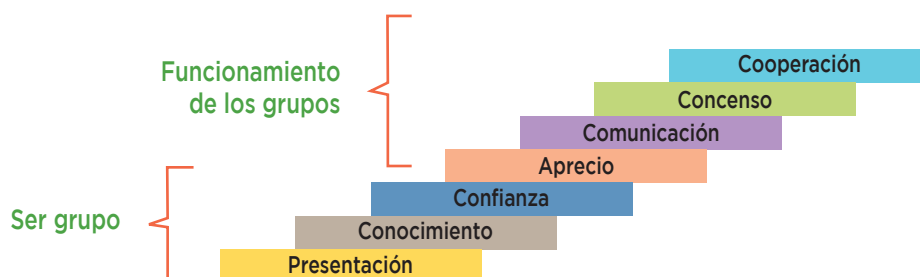 Funcionamiento
de los grupos
Cooperación
Concenso
Comunicación
Aprecio
Ser grupo
Confianza
Conocimiento
Presentación